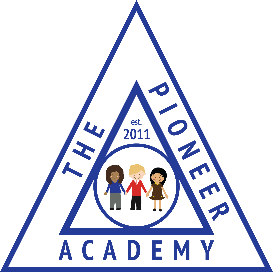 THE
PIONEER
ACADEMY
est.
2011